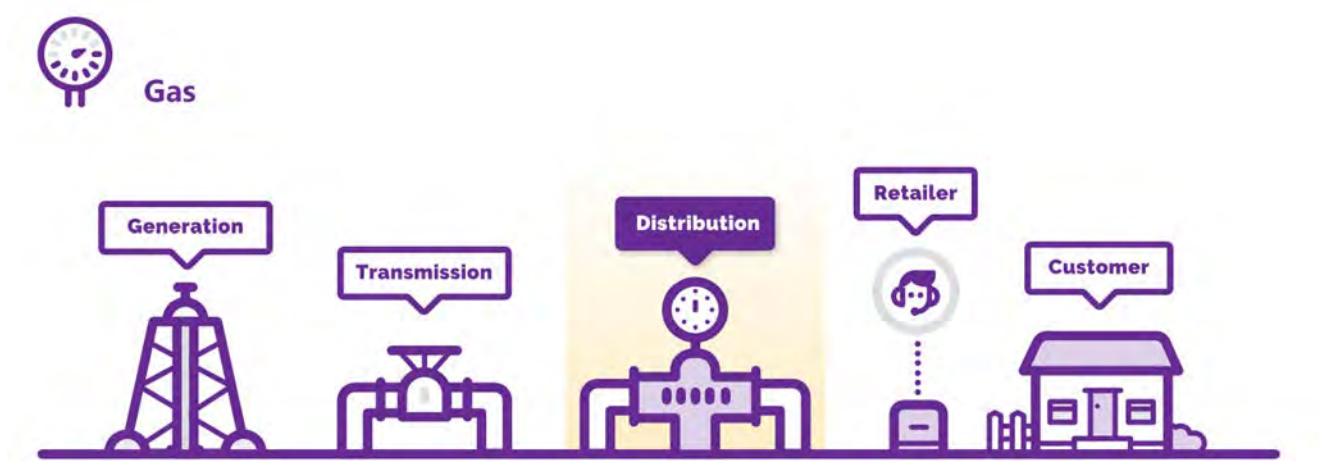 Gas
Generation
Transmission
Distribution
Retailer
Customer